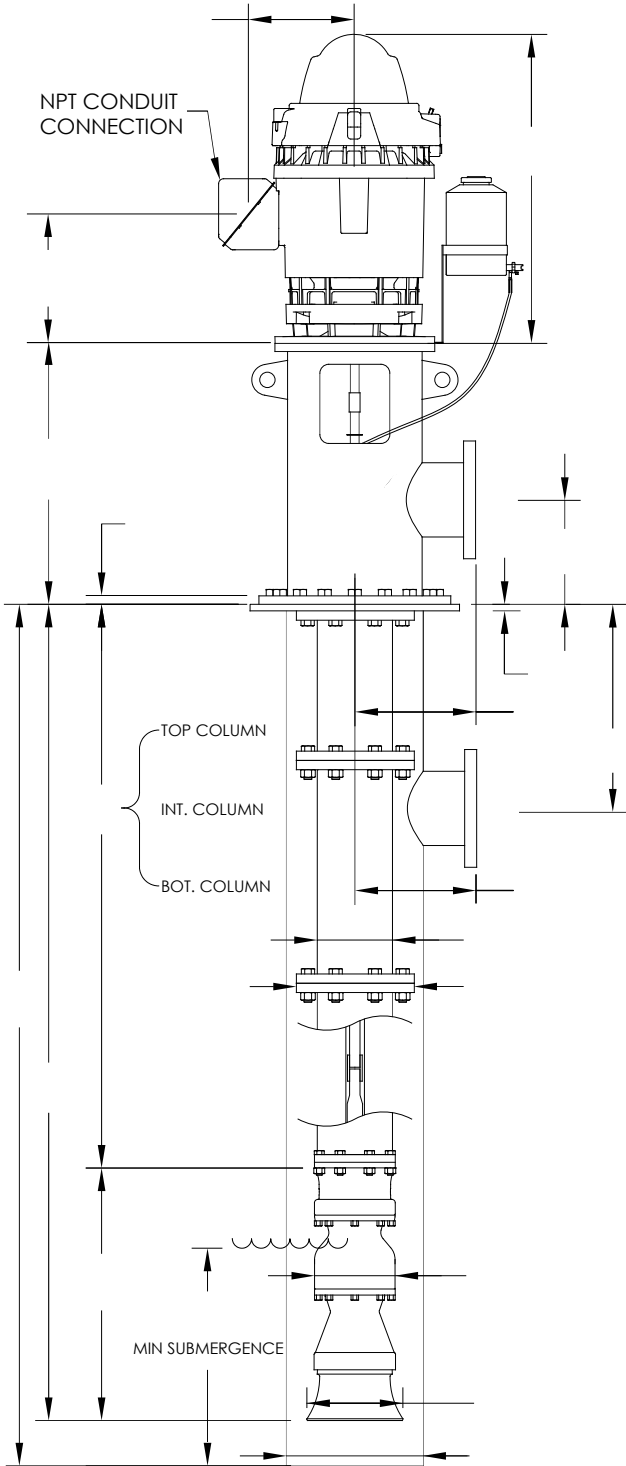 NPT CONDUIT
CONNECTION
TOP COLUMN
INT. COLUMN
BOT. COLUMN
MIN SUBMERGENCE